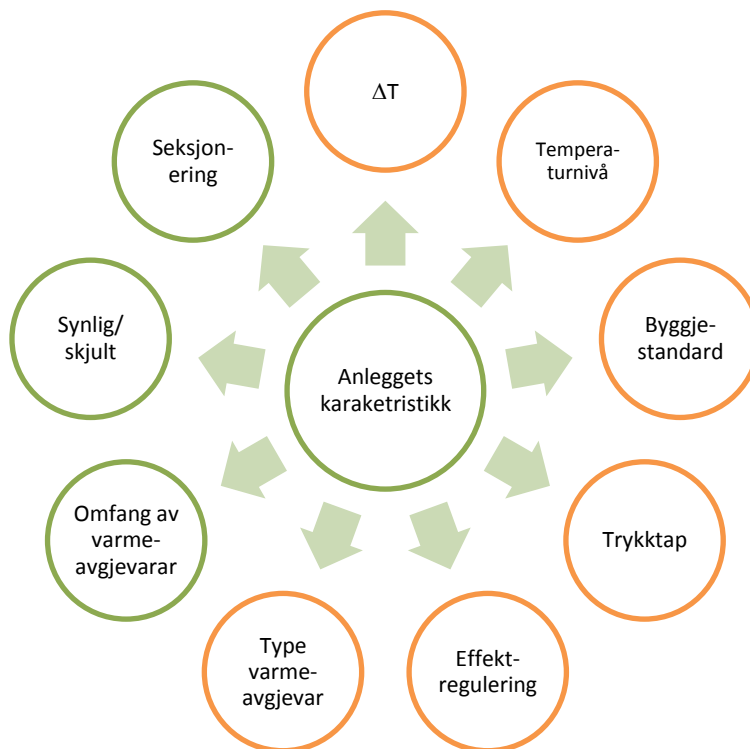 ΔT
Tempera-
turnivå
Byggje-
standard
Trykktap
Effekt-
regulering
Type
varme-
avgjevar
Omfang av
varme-
avgjevarar
Synlig/
skjult
Seksjon-
ering
Anleggets
karaketristikk